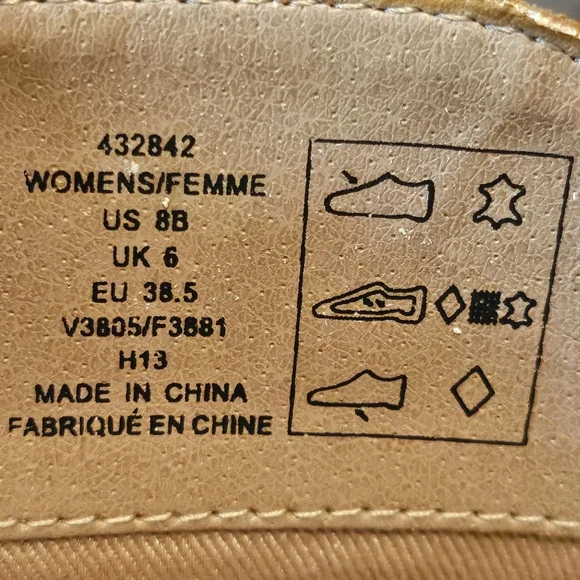 432842
WOMENS/FEMME
US 8B
UK 6
EU 38.5
V3805/F3881
H13
MADE IN CHINA
FABRIQUÉ EN CHINE